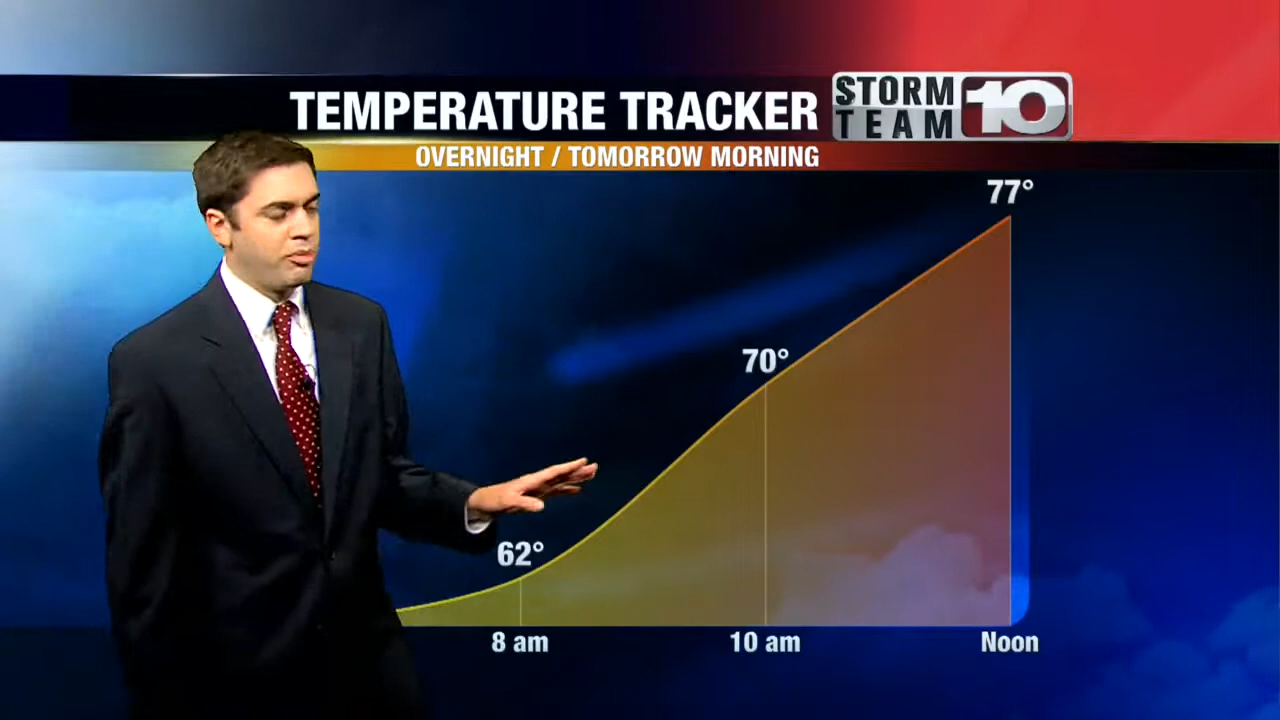 TEMPERATURE TRACKER
STORM
TEAM
10
OVERNIGHT / TOMORROW MORNING
77°
70°
62°
8 am
10 am
Noon